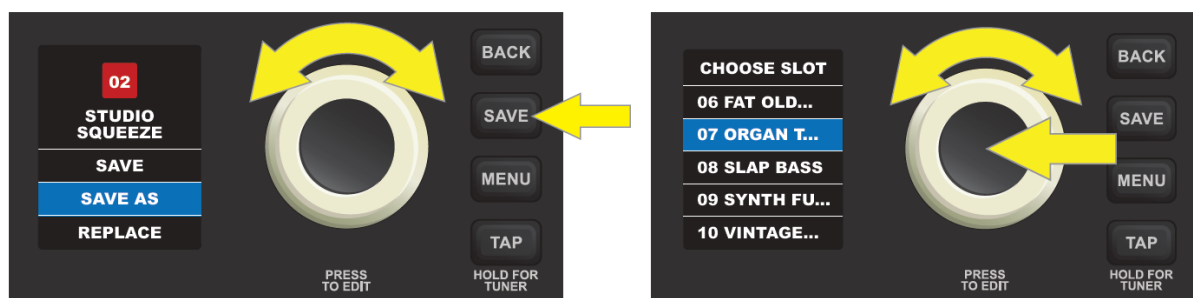 02
STUDIO
SQUEEZE
SAVE
SAVE AS
REPLACE
BACK
SAVE
MENU
TAP
PRESS
TO EDIT
HOLD FOR
TUNER
CHOOSE SLOT
06 FAT OLD...
07 ORGAN T...
08 SLAP BASS
09 SYNTH FU...
10 VINTAGE...
BACK
SAVE
MENU
TAP
PRESS
TO EDIT
HOLD FOR
TUNER